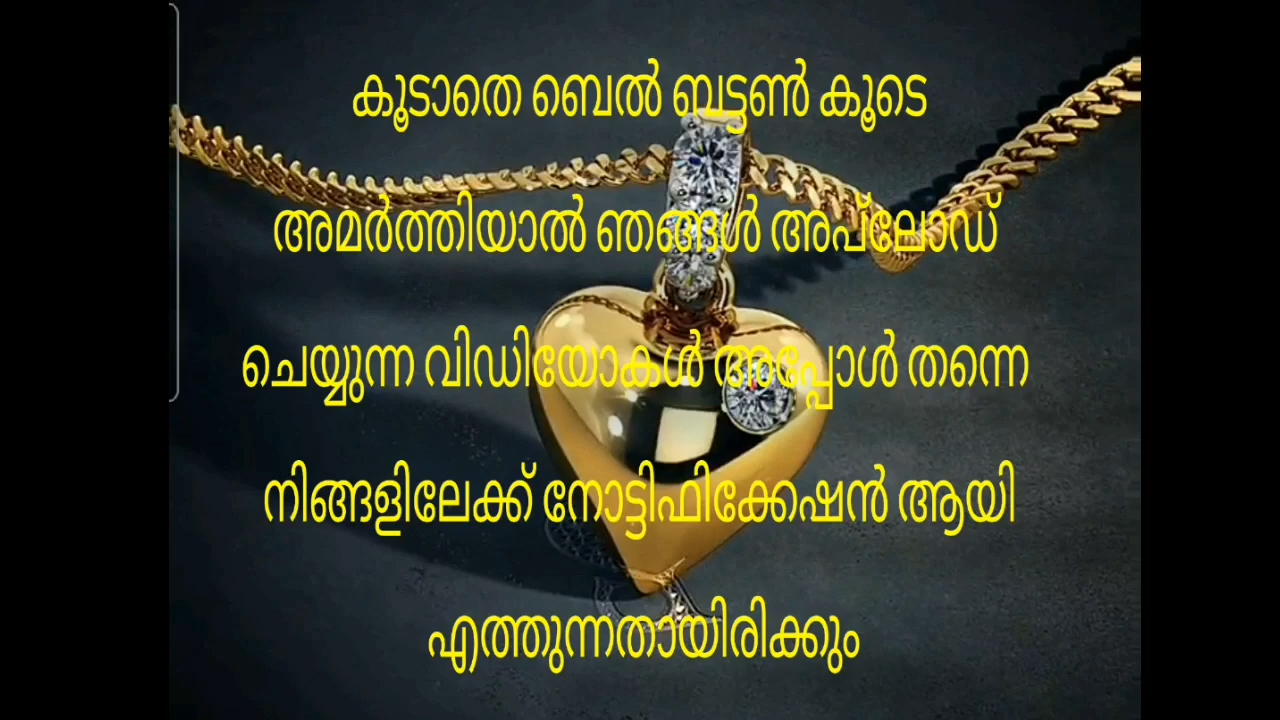 കൂടാതെ ബെൽ ബട്ടൺ കൂടെ
അമർത്തിയാൽ ഞങ്ങൾ അപ്ലോഡ്
ചെയ്യുന്ന വിഡിയോകൾ അപ്പോൾ തന്നെ
നിങ്ങളിലേക്ക് നോട്ടിഫിക്കേഷൻ ആയി
എത്തുന്നതായിരിക്കും